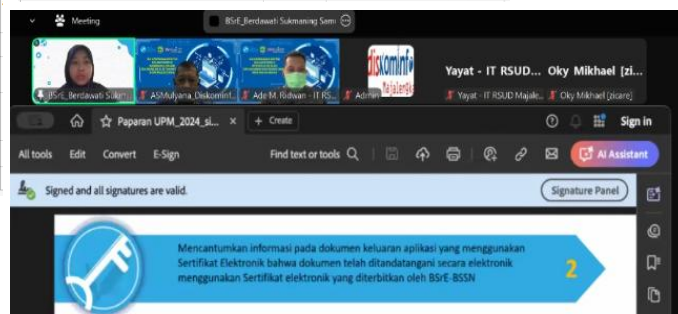 Meeting
BSrE_Berdawati Sukmaning Sami
BSrE_Berdawati Sukm...
ASMulyana_Diskominf...
Ade M. Ridwan - IT RS...
diskominfo
Majalengka
Admin
Yayat - IT RSUD...
Yayat - IT RSUD Majale...
Oky Mikhael [zi...
Oky Mikhael [zicare]
Paparan UPM_2024_si...
+ Create
Sign in
All tools Edit Convert E-Sign Find text or tools AI Assistant
Signed and all signatures are valid.
Signature Panel
Mencantumkan informasi pada dokumen keluaran aplikasi yang menggunakan
Sertifikat Elektronik bahwa dokumen telah ditandatangani secara elektronik
menggunakan Sertifikat elektronik yang diterbitkan oleh BSrE-BSSN
2